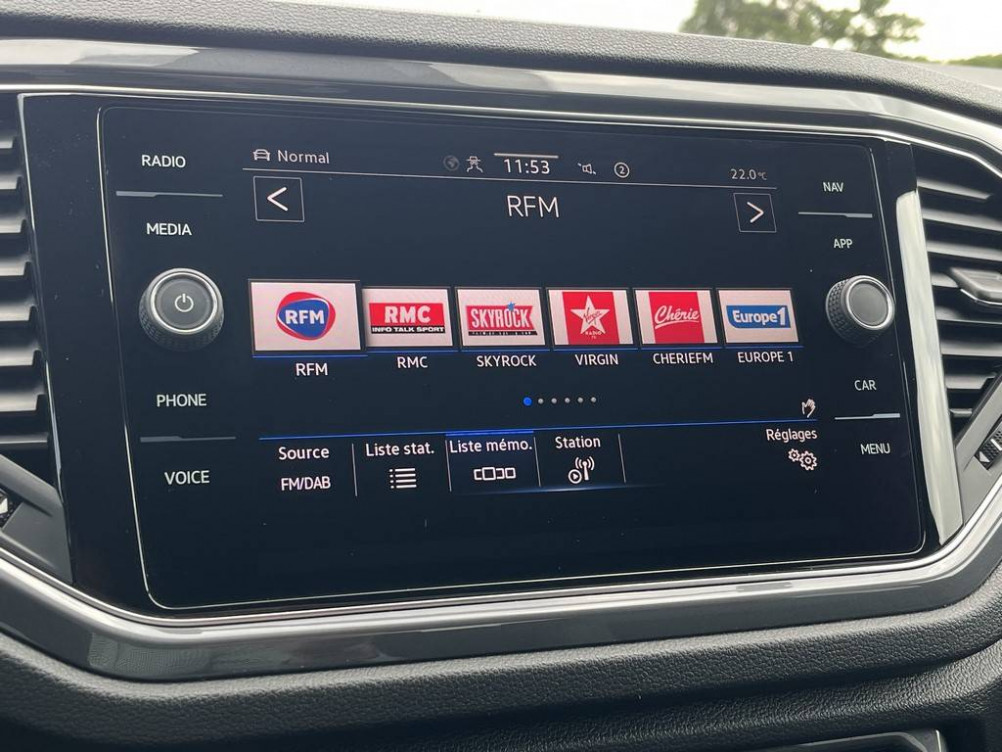 RADIO
MEDIA
PHONE
VOICE
Normal
11:53
2
22.0 °C
RFM
RFM
RMC
INFO TALK SPORT
SKYROCK
Virgin
RADIO
Chérie
Europe1
RFM
RMC
SKYROCK
VIRGIN
CHERIEFM
EUROPE 1
Source
FM/DAB
Liste stat.
Liste mémo.
Station
Réglages
NAV
APP
CAR
MENU